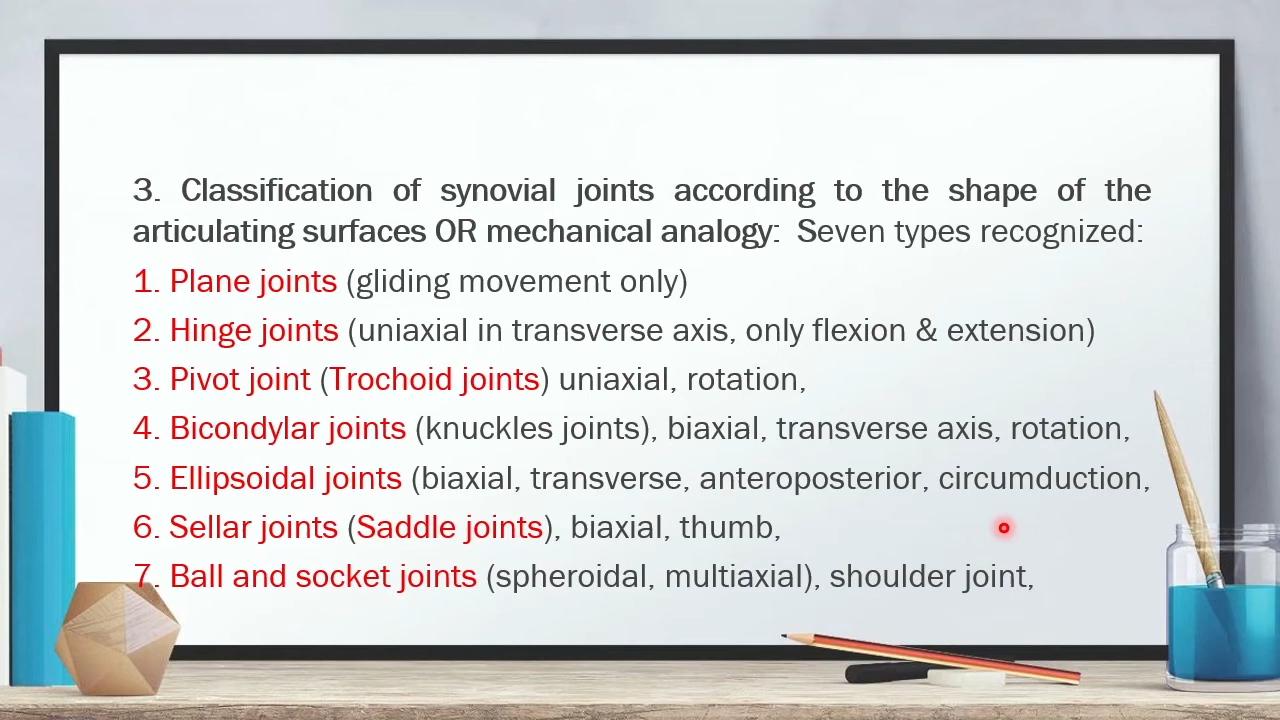 3. Classification of synovial joints according to the shape of the
articulating surfaces OR mechanical analogy: Seven types recognized:
1. Plane joints (gliding movement only)
2. Hinge joints (uniaxial in transverse axis, only flexion & extension)
3. Pivot joint (Trochoid joints) uniaxial, rotation,
4. Bicondylar joints (knuckles joints), biaxial, transverse axis, rotation,
5. Ellipsoidal joints (biaxial, transverse, anteroposterior, circumduction,
6. Sellar joints (Saddle joints), biaxial, thumb,
7. Ball and socket joints (spheroidal, multiaxial), shoulder joint,